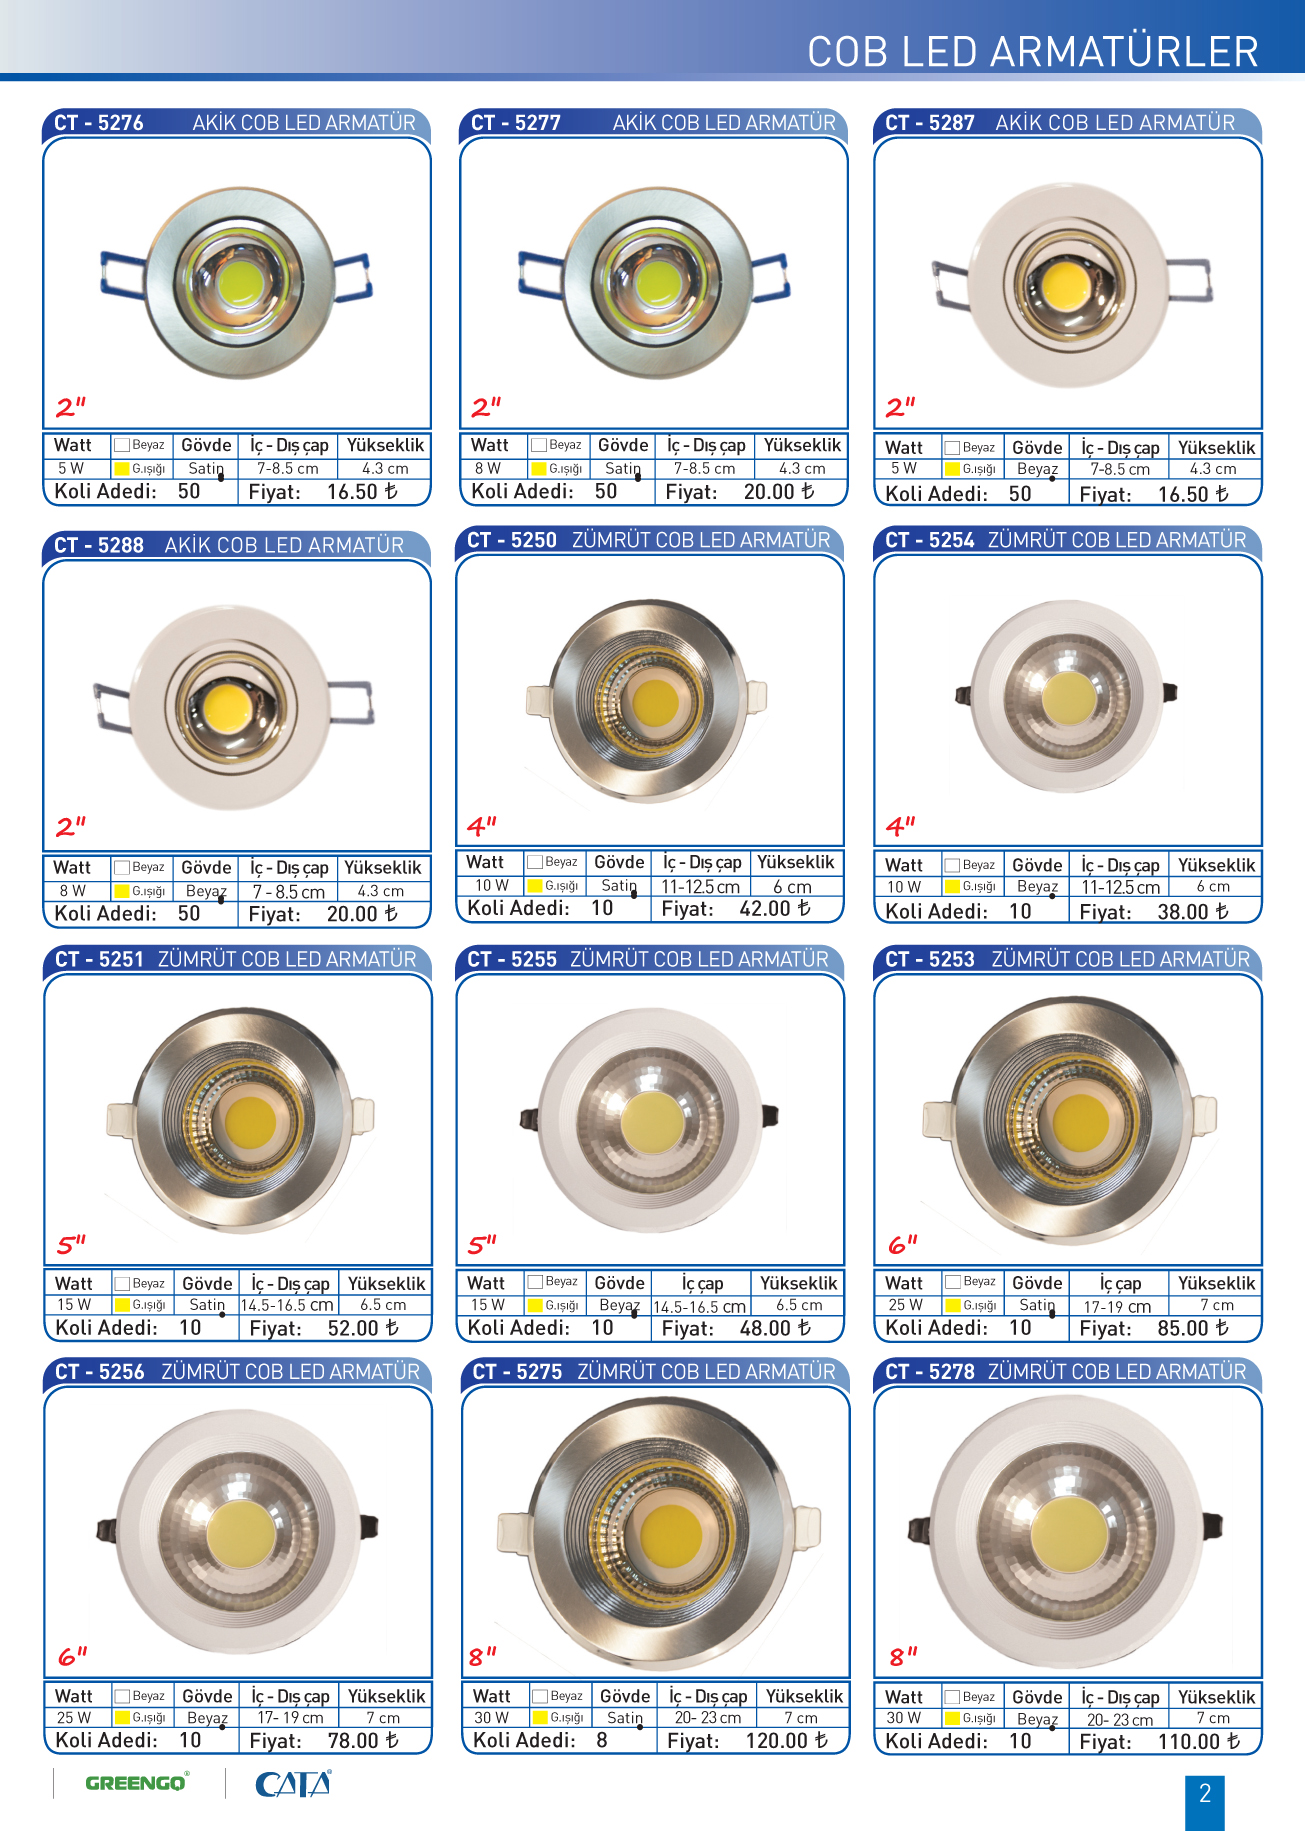 COB LED ARMATÜRLER
CT - 5276 AKİK COB LED ARMATÜR
2"
Watt Beyaz Gövde İç - Dış çap Yükseklik
5 W G.ışığı Satin 7-8.5 cm 4.3 cm
Koli Adedi: 50 Fiyat: 16.50 ₺
CT - 5277 AKİK COB LED ARMATÜR
2"
Watt Beyaz Gövde İç - Dış çap Yükseklik
8 W G.ışığı Satin 7-8.5 cm 4.3 cm
Koli Adedi: 50 Fiyat: 20.00 ₺
CT - 5287 AKİK COB LED ARMATÜR
2"
Watt Beyaz Gövde İç - Dış çap Yükseklik
5 W G.ışığı Beyaz 7-8.5 cm 4.3 cm
Koli Adedi: 50 Fiyat: 16.50 ₺
CT - 5288 AKİK COB LED ARMATÜR
2"
Watt Beyaz Gövde İç - Dış çap Yükseklik
8 W G.ışığı Beyaz 7 - 8.5 cm 4.3 cm
Koli Adedi: 50 Fiyat: 20.00 ₺
CT - 5250 ZÜMRÜT COB LED ARMATÜR
4"
Watt Beyaz Gövde İç - Dış çap Yükseklik
10 W G.ışığı Satin 11-12.5 cm 6 cm
Koli Adedi: 10 Fiyat: 42.00 ₺
CT - 5254 ZÜMRÜT COB LED ARMATÜR
4"
Watt Beyaz Gövde İç - Dış çap Yükseklik
10 W G.ışığı Beyaz 11-12.5 cm 6 cm
Koli Adedi: 10 Fiyat: 38.00 ₺
CT - 5251 ZÜMRÜT COB LED ARMATÜR
5"
Watt Beyaz Gövde İç - Dış çap Yükseklik
15 W G.ışığı Satin 14.5-16.5 cm 6.5 cm
Koli Adedi: 10 Fiyat: 52.00 ₺
CT - 5255 ZÜMRÜT COB LED ARMATÜR
5"
Watt Beyaz Gövde İç çap Yükseklik
15 W G.ışığı Beyaz 14.5-16.5 cm 6.5 cm
Koli Adedi: 10 Fiyat: 48.00 ₺
CT - 5253 ZÜMRÜT COB LED ARMATÜR
6"
Watt Beyaz Gövde İç çap Yükseklik
25 W G.ışığı Satin 17-19 cm 7 cm
Koli Adedi: 10 Fiyat: 85.00 ₺
CT - 5256 ZÜMRÜT COB LED ARMATÜR
6"
Watt Beyaz Gövde İç - Dış çap Yükseklik
25 W G.ışığı Beyaz 17- 19 cm 7 cm
Koli Adedi: 10 Fiyat: 78.00 ₺
CT - 5275 ZÜMRÜT COB LED ARMATÜR
8"
Watt Beyaz Gövde İç - Dış çap Yükseklik
30 W G.ışığı Satin 20- 23 cm 7 cm
Koli Adedi: 8 Fiyat: 120.00 ₺
CT - 5278 ZÜMRÜT COB LED ARMATÜR
8"
Watt Beyaz Gövde İç - Dış çap Yükseklik
30 W G.ışığı Beyaz 20- 23 cm 7 cm
Koli Adedi: 10 Fiyat: 110.00 ₺
GREENGO® CATA®
2